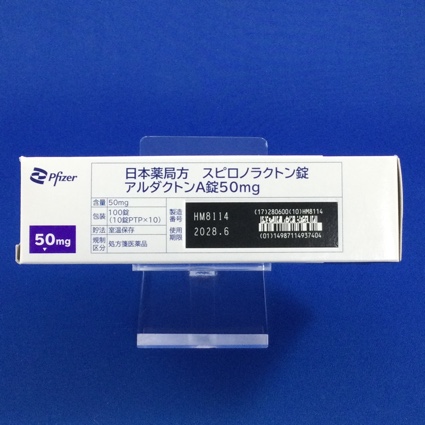 Pfizer
日本薬局方 スピロノラクトン錠
アルダクトンA錠50mg
含量 50mg
包装 100錠
(10錠PTP×10)
貯法 室温保存
規制区分 処方箋医薬品
製造番号 HM8114
使用期限 2028.6
(17)280600(10)HM8114
(01)14987114937404
50mg